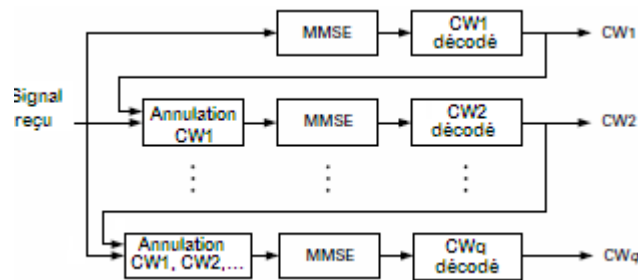 MMSE
CW1
décodé
CW1
Signal
reçu
Annulation
CW1
MMSE
CW2
décodé
CW2
Annulation
CW1, CW2,...
MMSE
CWq
décodé
CWq